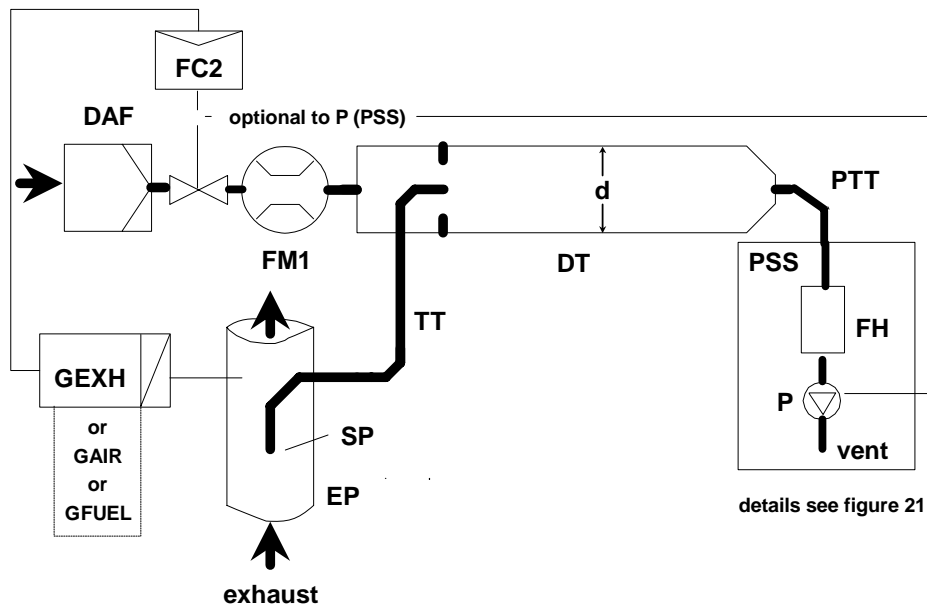 FC2
DAF
optional to P (PSS)
d
PTT
FM1
DT
PSS
TT
FH
GEXH
P
or
GAIR
or
GFUEL
SP
vent
EP
details see figure 21
exhaust